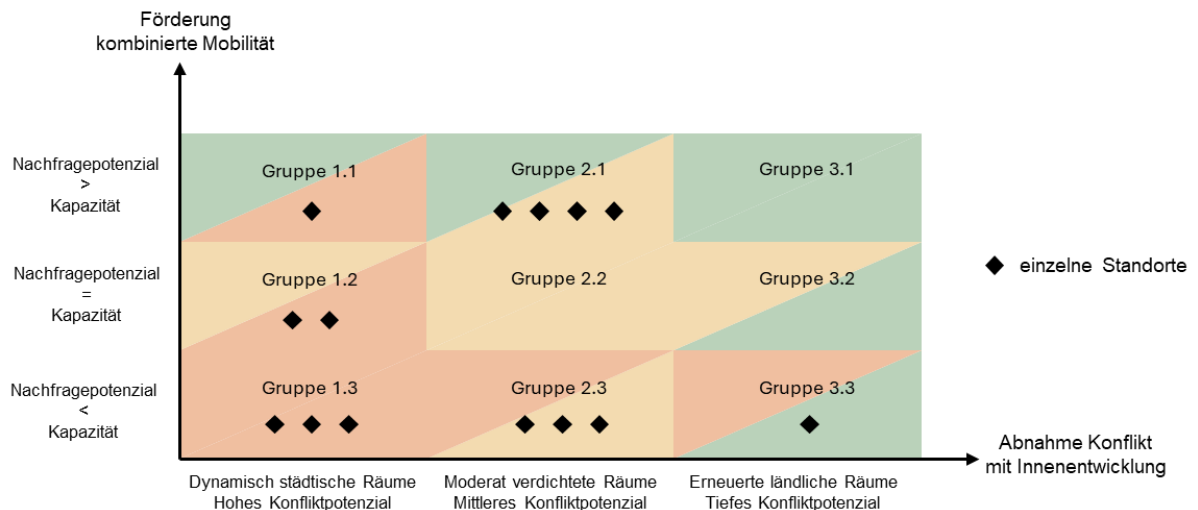 Förderung
kombinierte Mobilität
Nachfragepotenzial
>
Kapazität
Gruppe 1.1
Gruppe 2.1
Gruppe 3.1
Nachfragepotenzial
=
Kapazität
Gruppe 1.2
Gruppe 2.2
Gruppe 3.2
einzelne Standorte
Nachfragepotenzial
<
Kapazität
Gruppe 1.3
Gruppe 2.3
Gruppe 3.3
Abnahme Konflikt
mit Innenentwicklung
Dynamisch städtische Räume
Hohes Konfliktpotenzial
Moderat verdichtete Räume
Mittleres Konfliktpotenzial
Erneuerte ländliche Räume
Tiefes Konfliktpotenzial